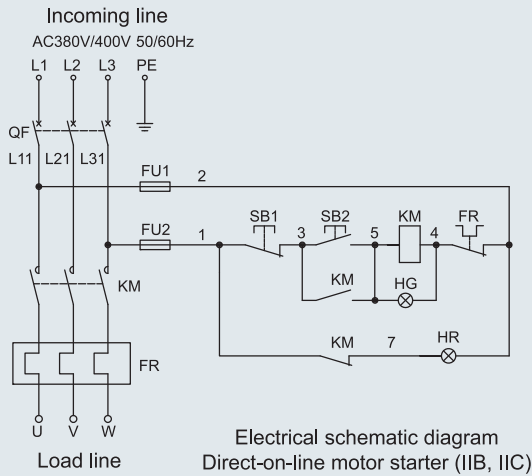 Incoming line
AC380V/400V 50/60Hz
L1 L2 L3 PE
QF
L11 L21 L31
FU1 2
FU2 1 SB1 3 SB2 5 KM 4 FR
KM
KM HG
KM 7 HR
FR
U V W
Load line
Electrical schematic diagram
Direct-on-line motor starter (IIB, IIC)